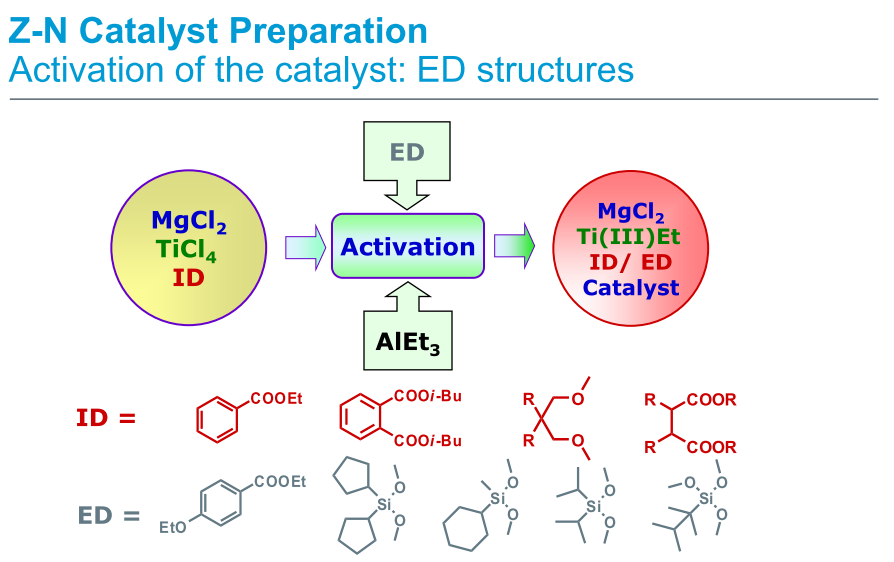 Z-N Catalyst Preparation
Activation of the catalyst: ED structures
ED
MgCl2
TiCl4
ID
Activation
MgCl2
Ti(III)Et
ID/ ED
Catalyst
AlEt3
ID =
COOEt
COOi-Bu
COOi-Bu
R
R
O
O
R
COOR
R
COOR
ED =
COOEt
EtO
Si
O
O
Si
O
O
Si
O
O
O
Si
O
O